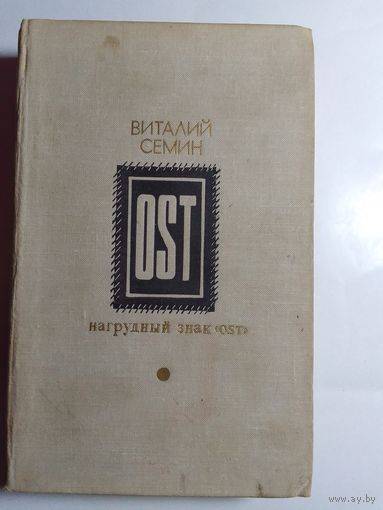 ВИТАЛИЙ
СЕМИН
OST
нагрудный знак «OST»
www.ay.by